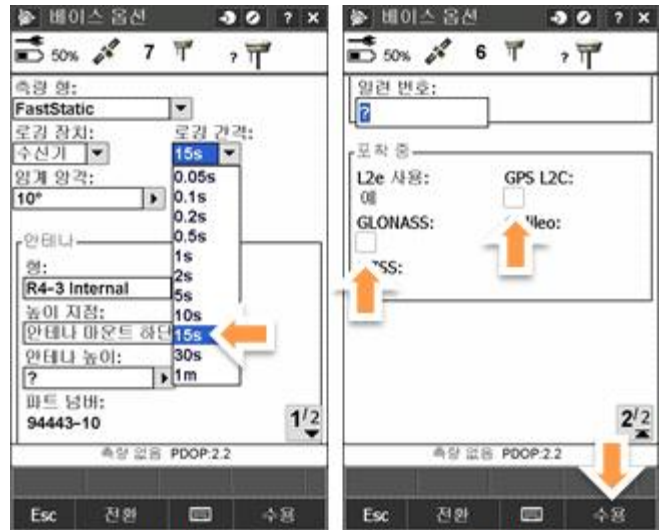 베이스 옵션
? ×
50%
7
?
측량 형:
FastStatic
로깅 장치:
로깅 간격:
수신기
15s
임계 앙각:
10°
0.05s
0.1s
0.2s
0.5s
1s
2s
5s
10s
15s
30s
1m
안테나
형:
R4-3 Internal
높이 지점:
안테나 마운트 하단
안테나 높이:
?
파트 넘버:
94443-10
1/2
측량 없음 PDOP:2.2
Esc 전환 수용
베이스 옵션
? ×
50%
6
?
일련 번호:
?
포착 중
L2e 사용:
GPS L2C:
예
GLONASS:
2/2
측량 없음 PDOP:2.2
Esc 전환 수용